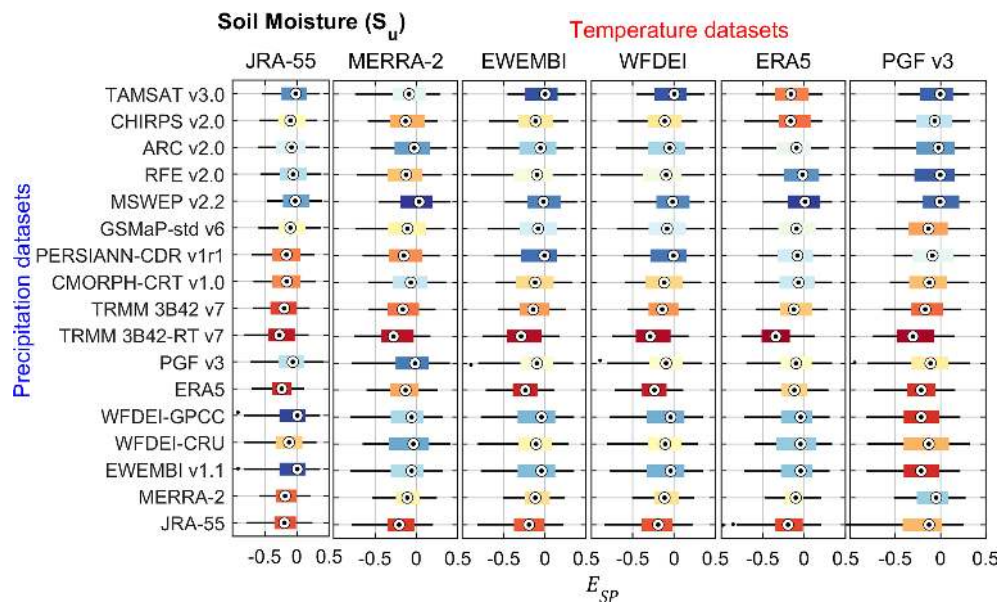 Soil Moisture (S_u)
Temperature datasets
JRA-55 MERRA-2 EWEMBI WFDEI ERA5 PGF v3
Precipitation datasets
TAMSAT v3.0
CHIRPS v2.0
ARC v2.0
RFE v2.0
MSWEP v2.2
GSMaP-std v6
PERSIANN-CDR v1r1
CMORPH-CRT v1.0
TRMM 3B42 v7
TRMM 3B42-RT v7
PGF v3
ERA5
WFDEI-GPCC
WFDEI-CRU
EWEMBI v1.1
MERRA-2
JRA-55
-0.5 0 0.5 -0.5 0 0.5 -0.5 0 0.5 -0.5 0 0.5 -0.5 0 0.5 -0.5 0 0.5
E_SP